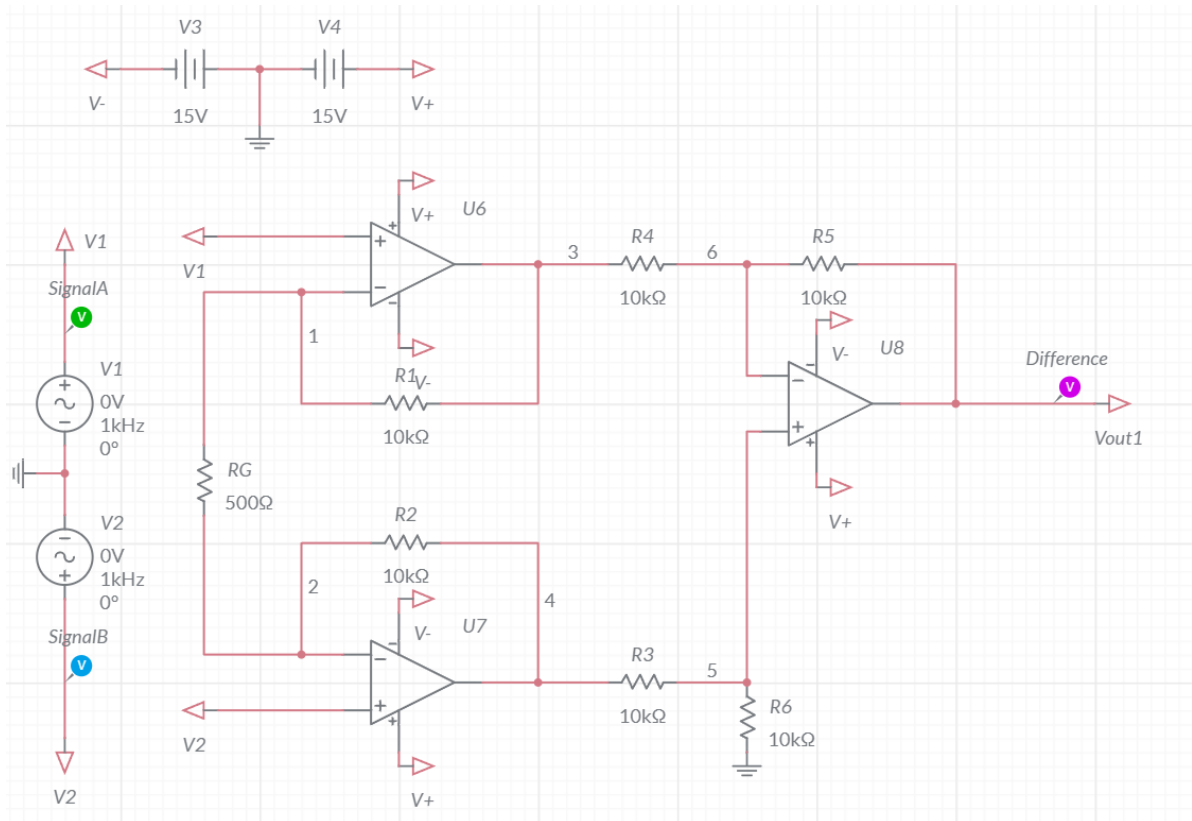 V3
V4
V-
V+
15V
15V
U6
V+
V1
V1
SignalA
V
3
R4
6
R5
10kΩ
10kΩ
1
V-
U8
V1
0V
1kHz
0°
R1
V-
10kΩ
Difference
V
Vout1
RG
500Ω
V+
V2
0V
1kHz
0°
R2
10kΩ
2
4
SignalB
V
V-
U7
R3
5
10kΩ
R6
10kΩ
V2
V2
V+